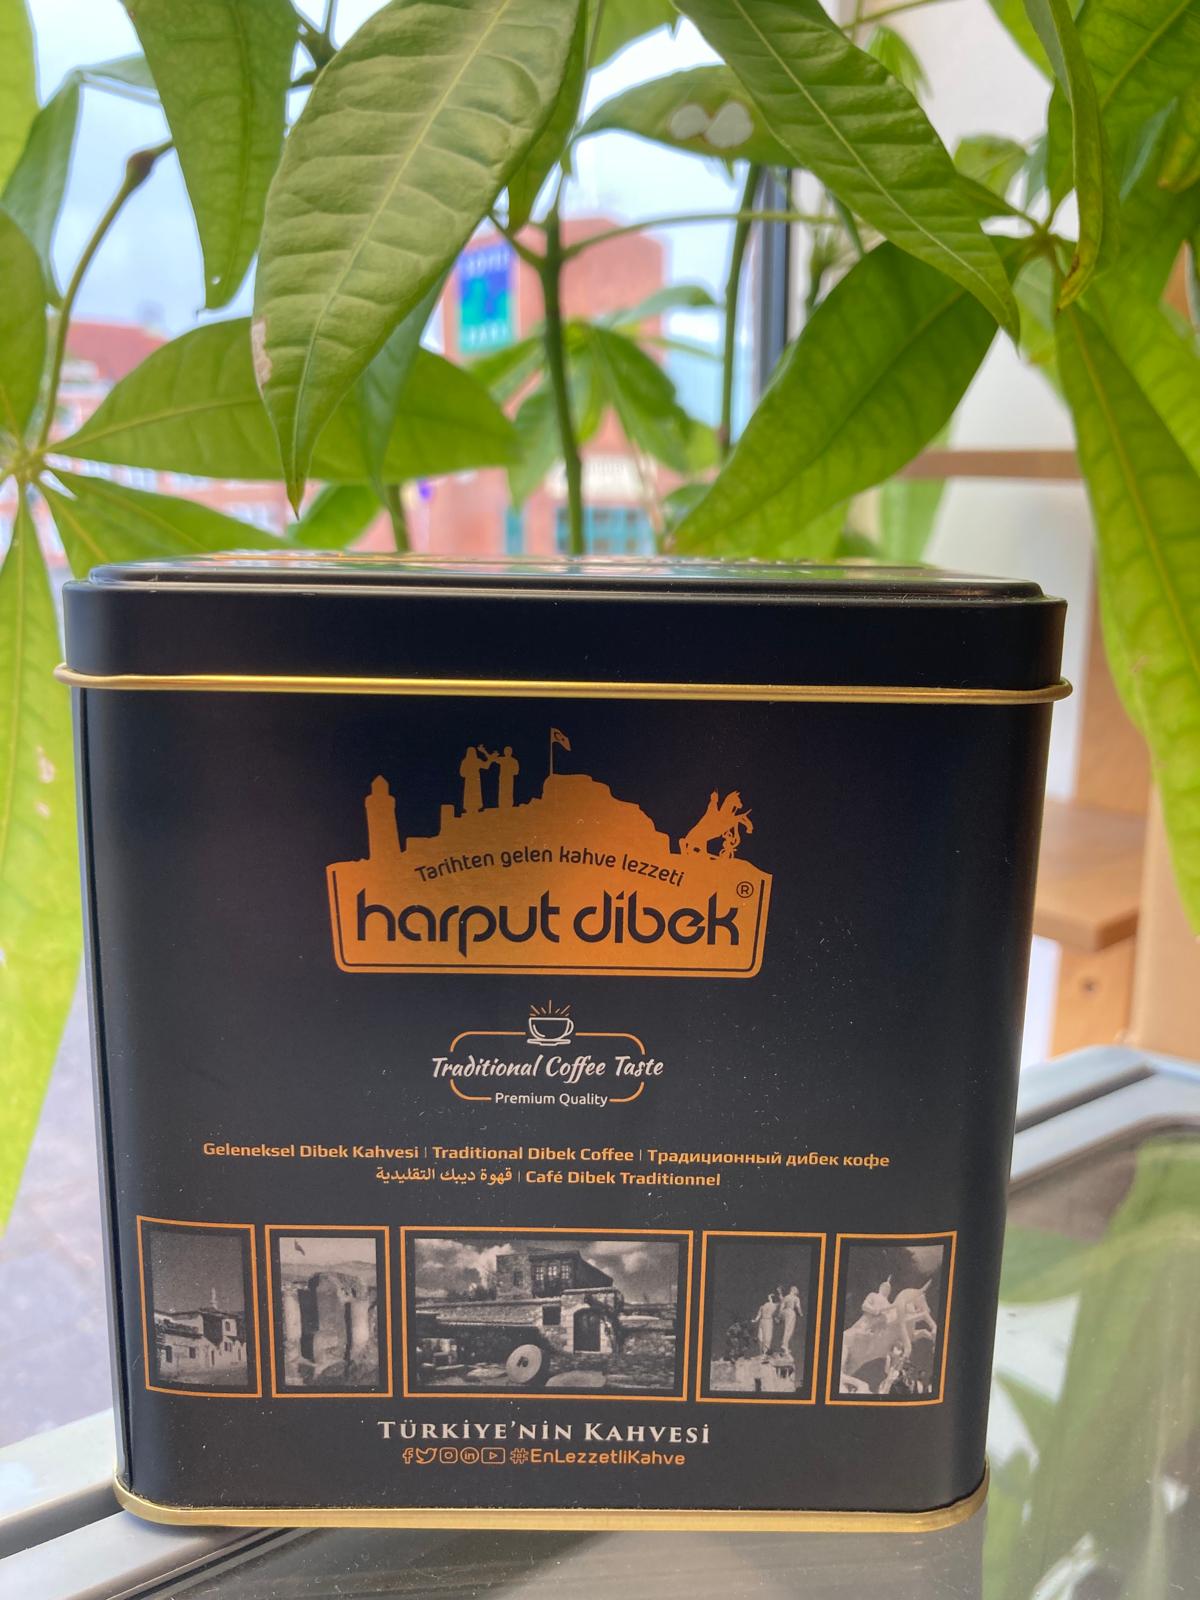 Tarihten gelen kahve lezzeti
harput dibek®
Traditional Coffee Taste
Premium Quality
Geleneksel Dibek Kahvesi | Traditional Dibek Coffee | Традиционный дибек кофе
قهوة ديبك التقليدية | Café Dibek Traditionnel
TÜRKİYE'NİN KAHVESİ
#EnLezzetliKahve